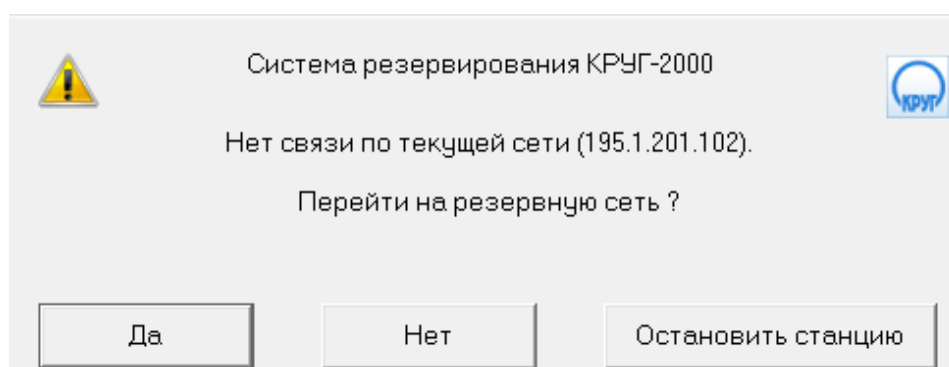 Система резервирования КРУГ-2000
КРУГ
Нет связи по текущей сети (195.1.201.102).
Перейти на резервную сеть ?
Да
Нет
Остановить станцию